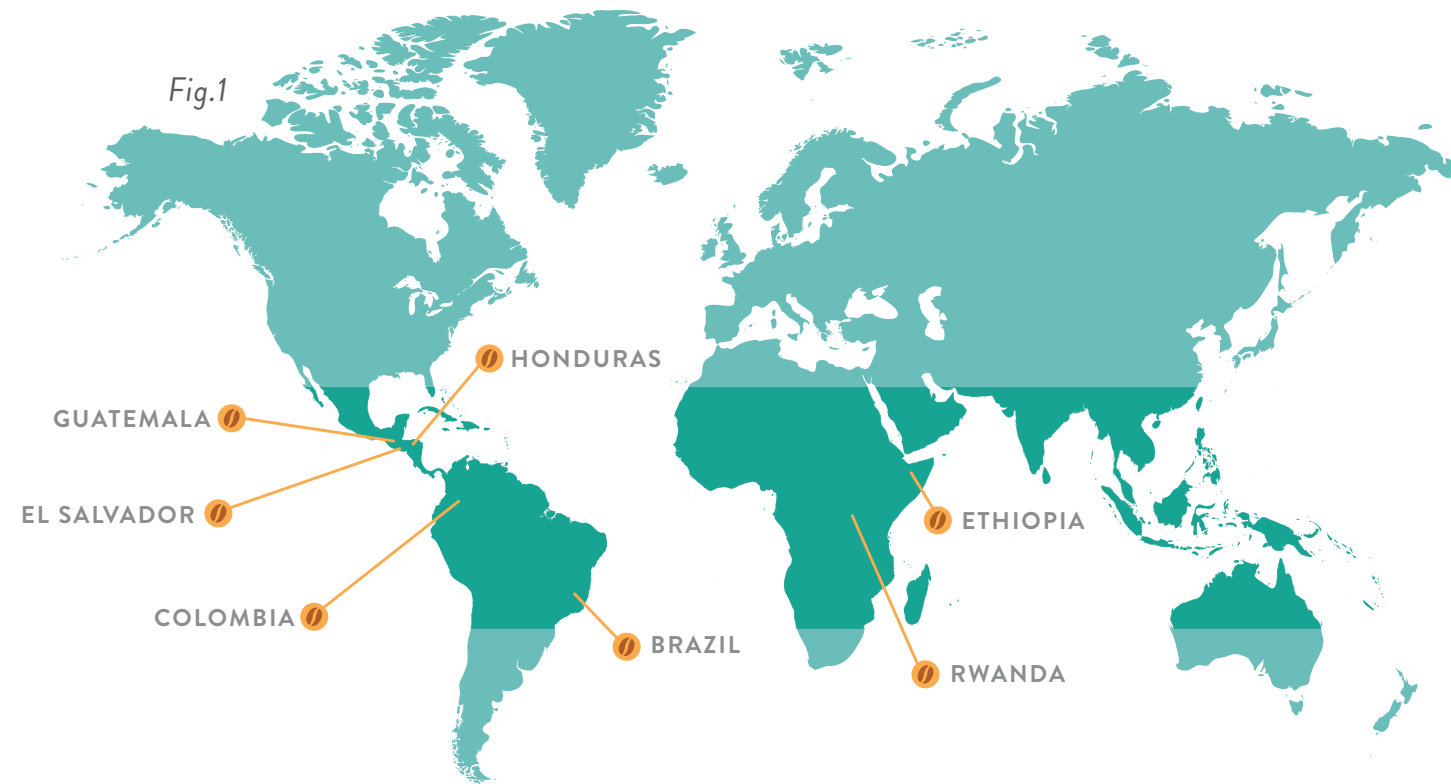 Fig.1
HONDURAS
GUATEMALA
EL SALVADOR
ETHIOPIA
COLOMBIA
BRAZIL
RWANDA